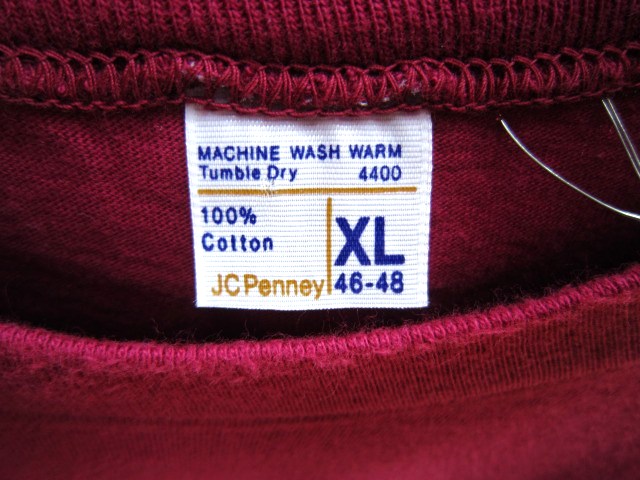 MACHINE WASH WARM
Tumble Dry 4400
100%
Cotton
JCPenney
XL
46-48